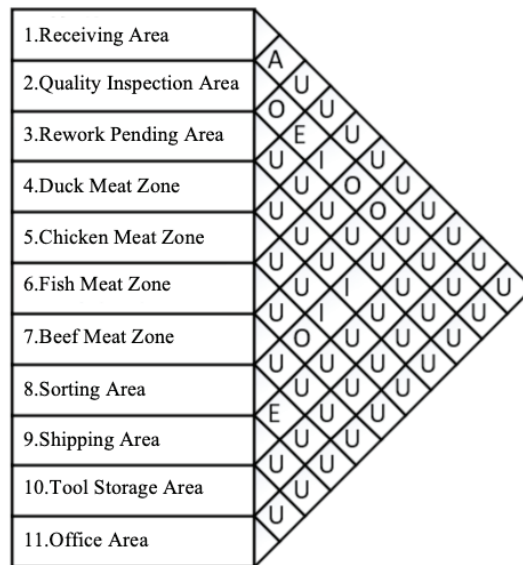 1.Receiving Area
A
2.Quality Inspection Area U
O U
3.Rework Pending Area E U
U I U
4.Duck Meat Zone U O U
U U O U
5.Chicken Meat Zone U U U U
U U U U U
6.Fish Meat Zone U I U U U
U I U U U
7.Beef Meat Zone O U U U
U U U U
8.Sorting Area U U U
E U U
9.Shipping Area U U
U U
10.Tool Storage Area U
U
11.Office Area